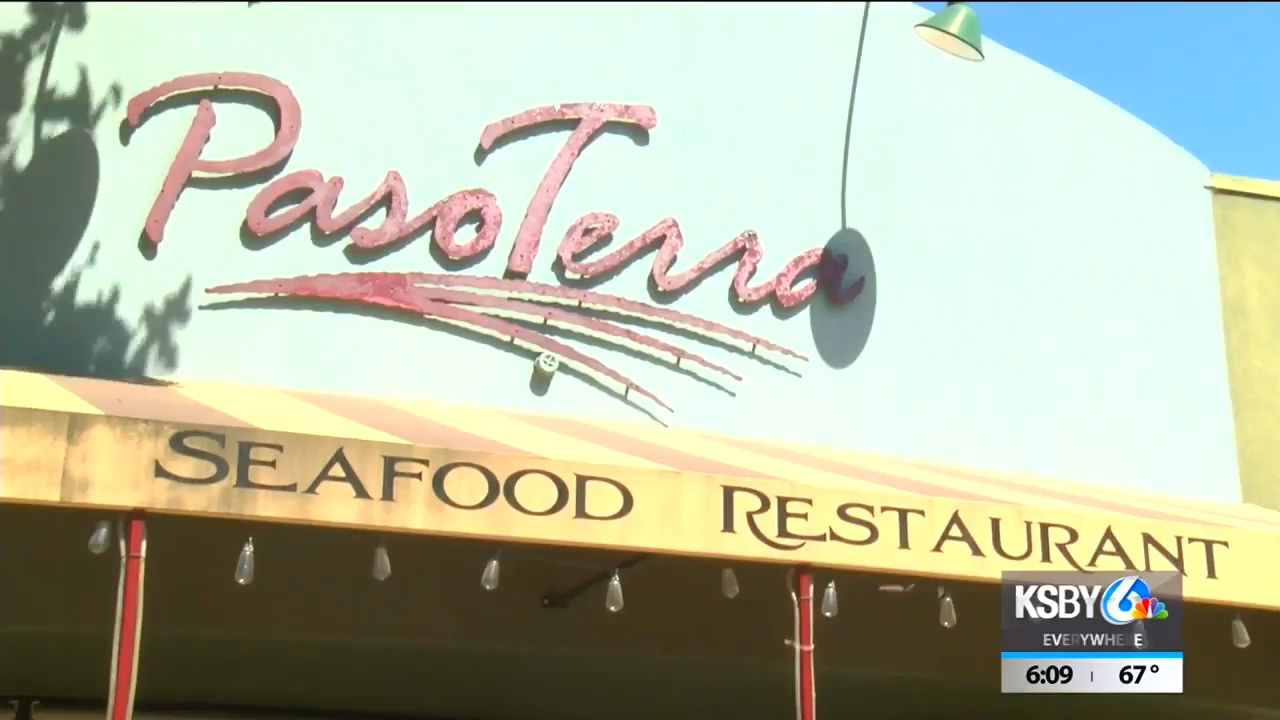 PasoTerra
SEAFOOD RESTAURANT
KSBY 6
EVERYWHERE
6:09 | 67°